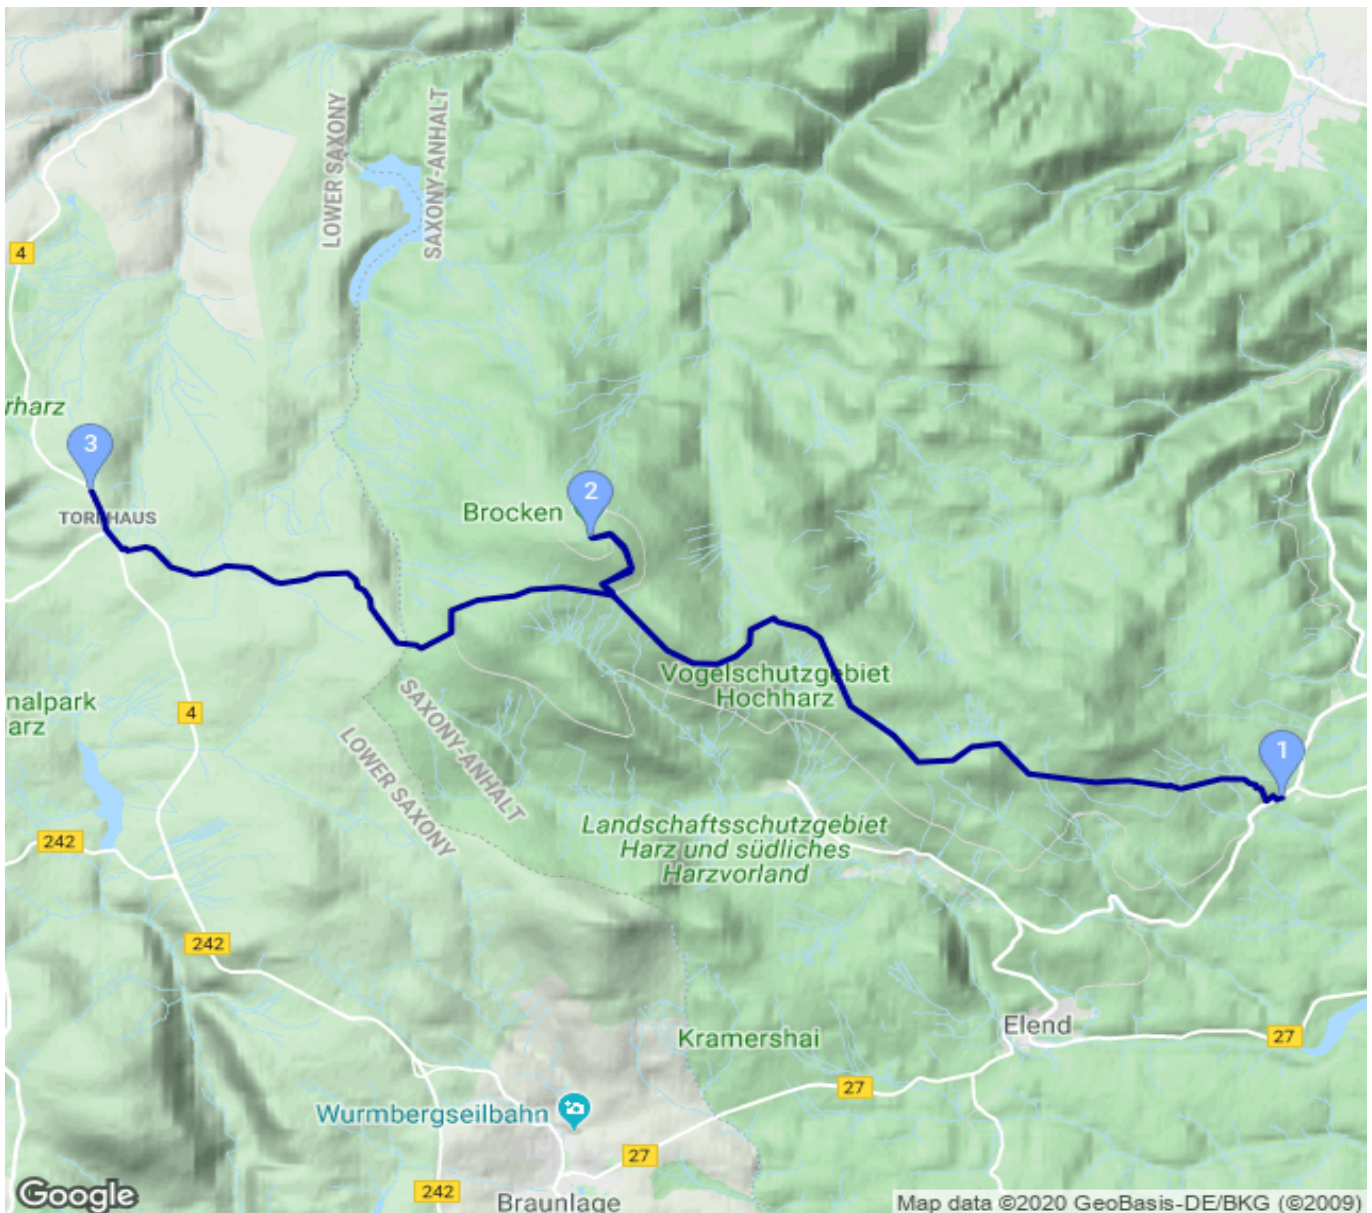 LOWER SAXONY
SAXONY-ANHALT
4
rharz
3
TORFHAUS
Brocken
2
Vogelschutzgebiet
Hochharz
nalpark
arz
4
SAXONY-ANHALT
LOWER SAXONY
1
242
Landschaftsschutzgebiet
Harz und südliches
Harzvorland
242
Elend
27
Kramershai
27
Wurmbergseilbahn
27
242
Braunlage
Google
Map data ©2020 GeoBasis-DE/BKG (©2009)